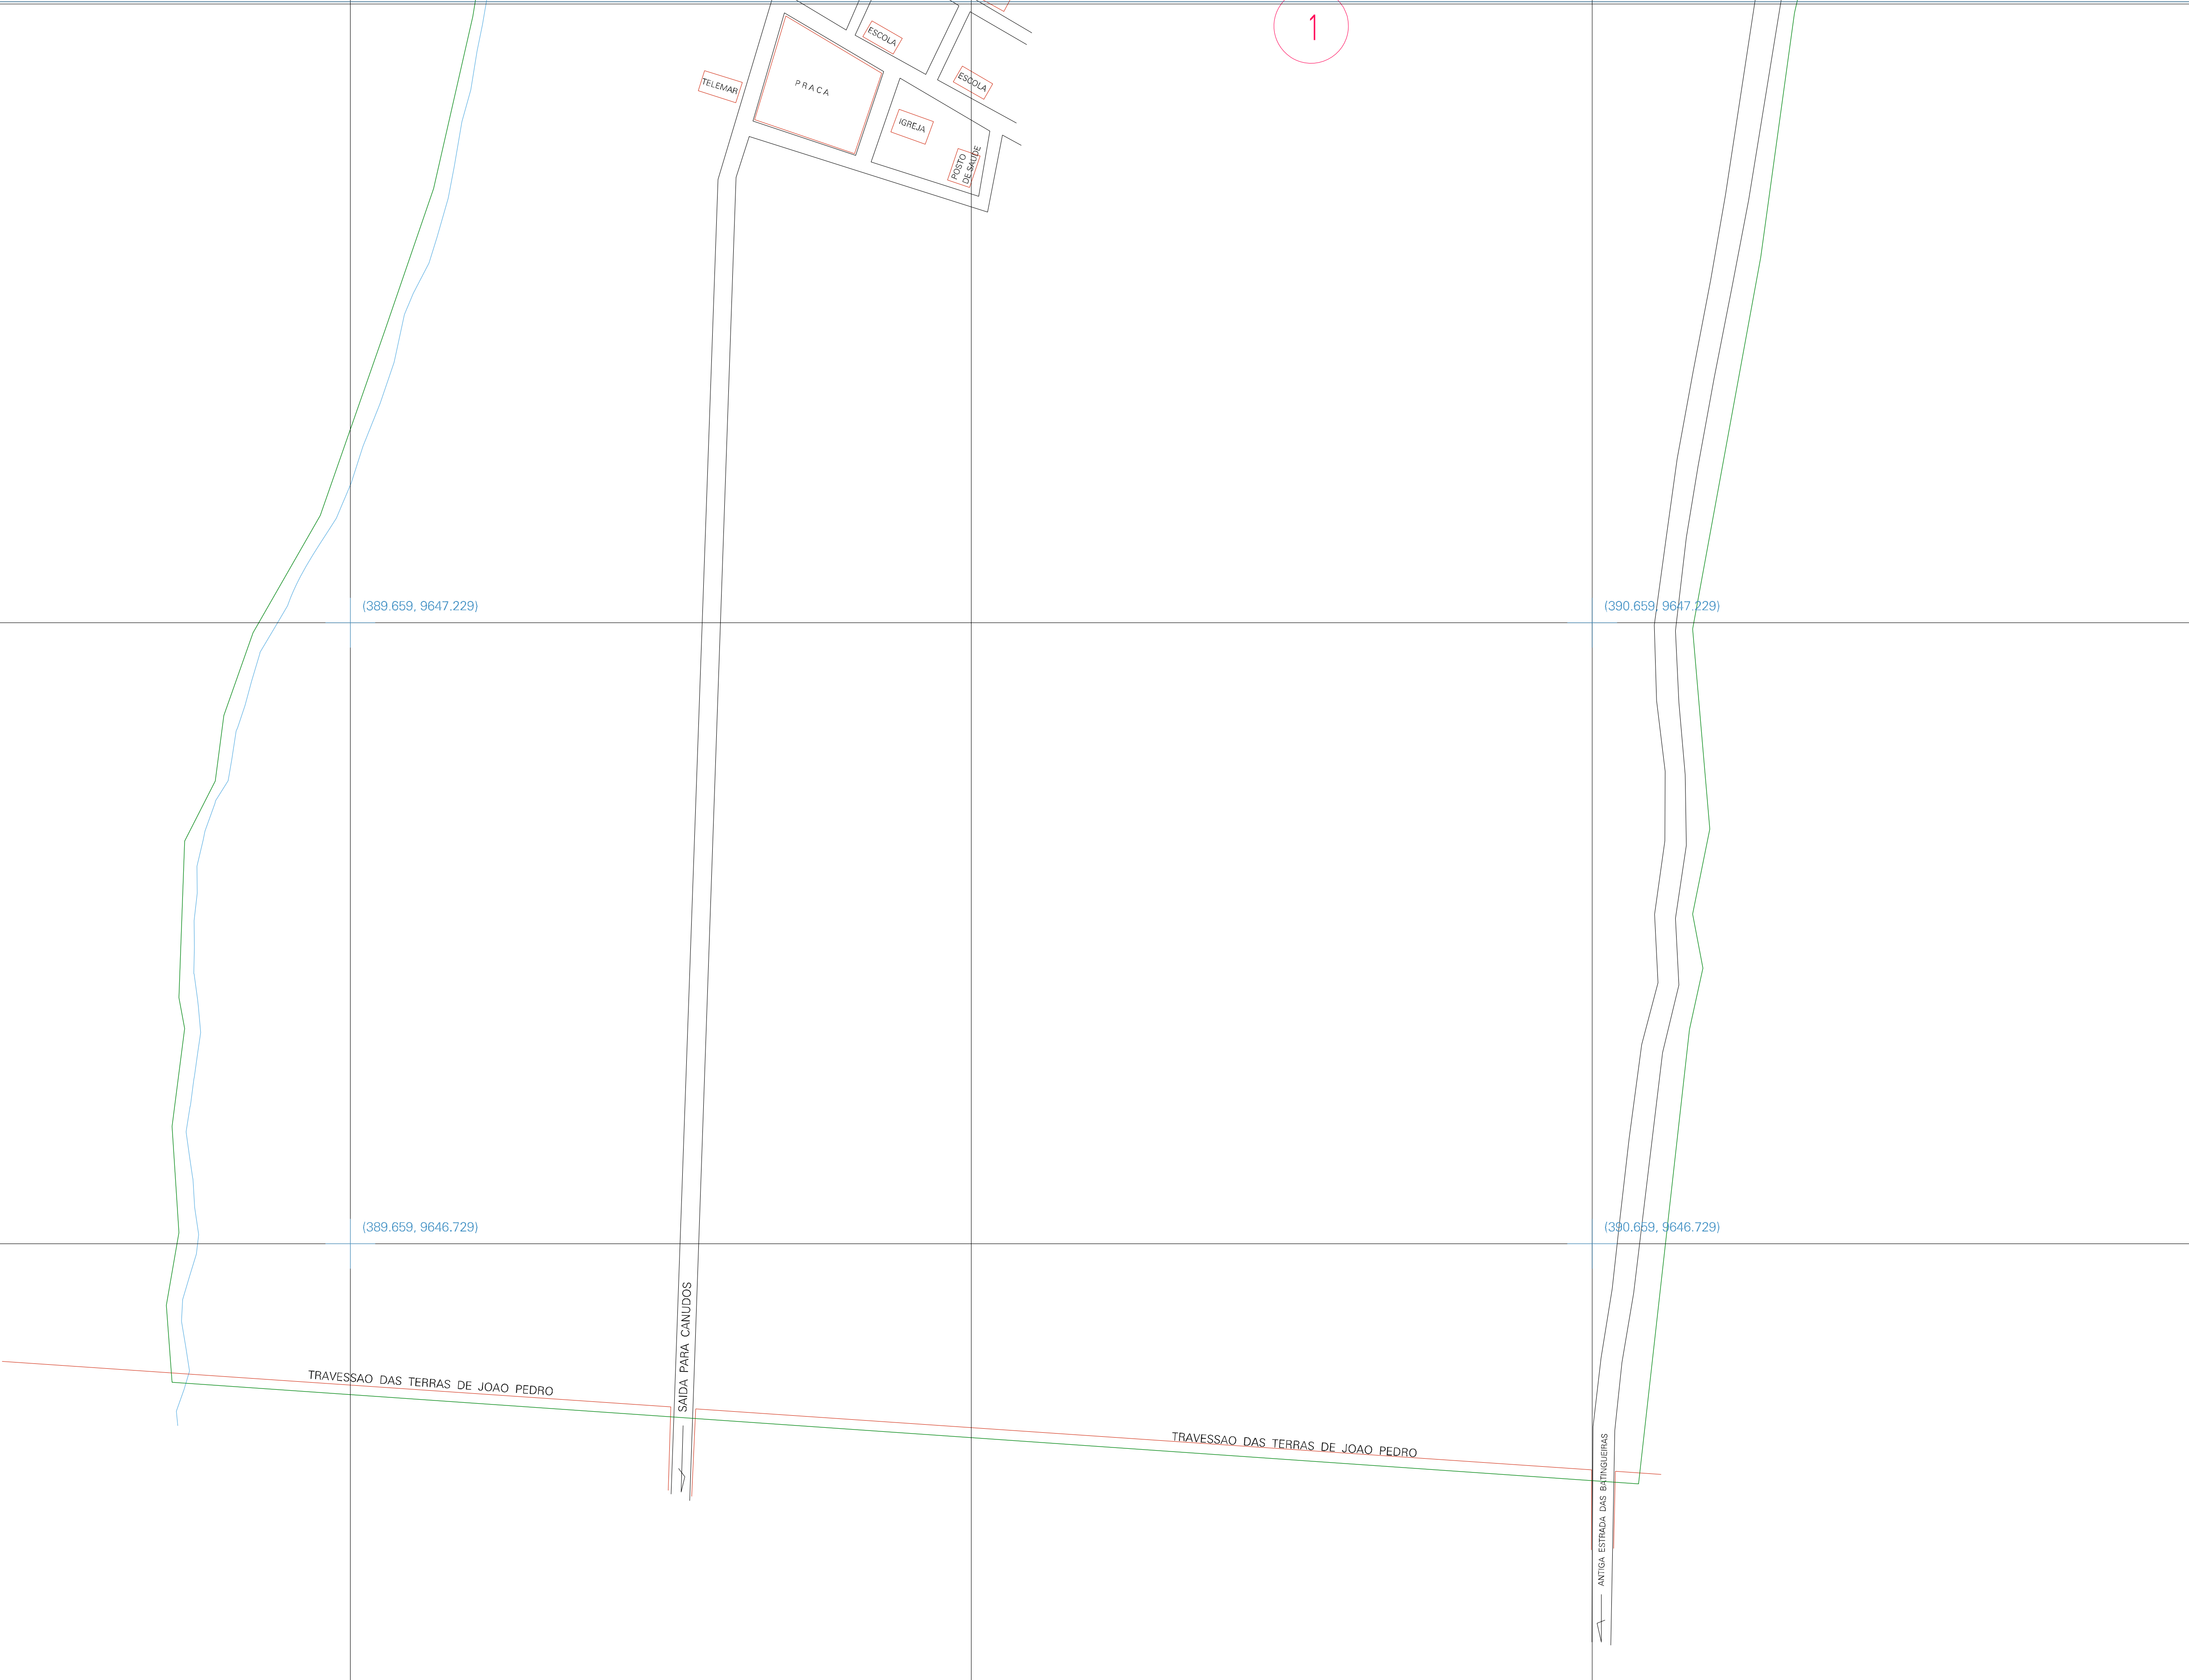 1
ESCOLA
TELEMAR
PRACA
ESCOLA
IGREJA
POSTO
DE SAUDE
(389.659, 9647.229)
(390.659, 9647.229)
(389.659, 9646.729)
(390.659, 9646.729)
SAIDA PARA CANUDOS
TRAVESSAO DAS TERRAS DE JOAO PEDRO
TRAVESSAO DAS TERRAS DE JOAO PEDRO
ANTIGA ESTRADA DAS BATINGUEIRAS